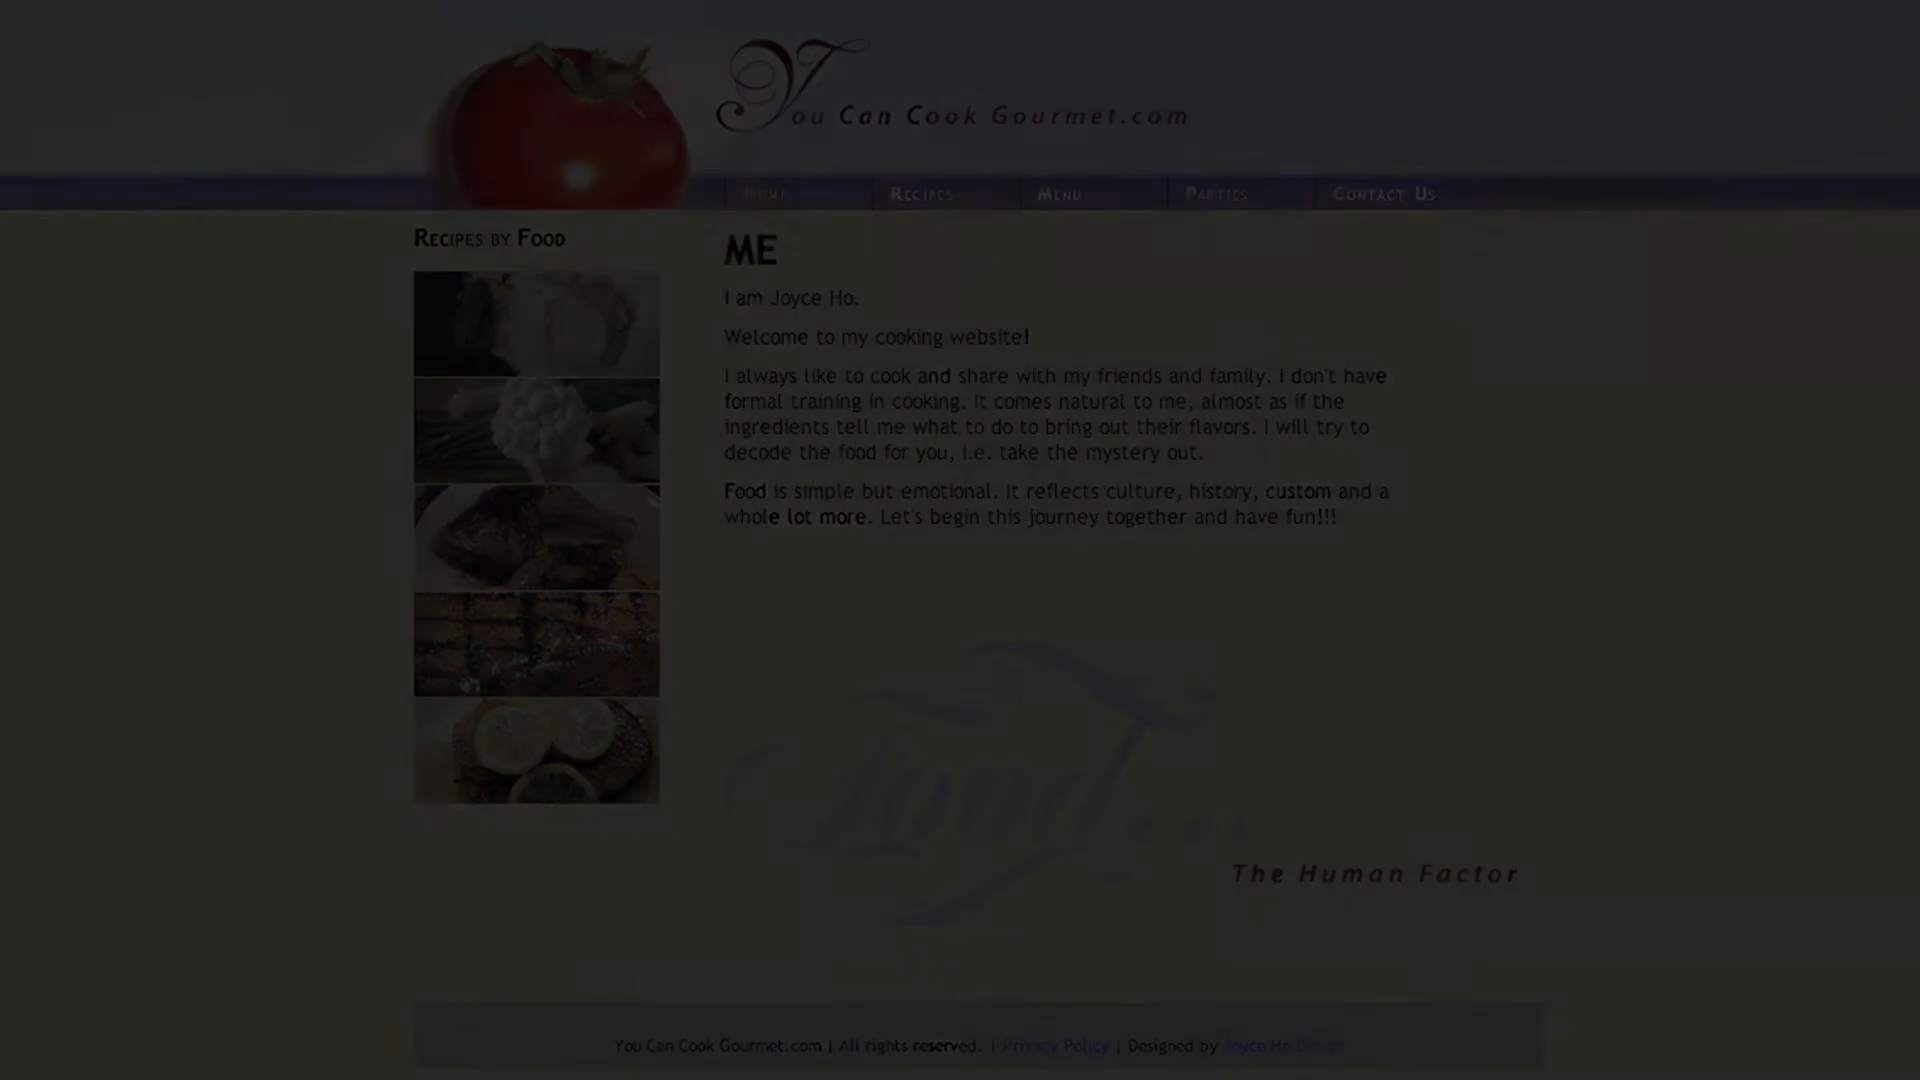 You Can Cook Gourmet.com
Home Recipes Menu Parties Contact Us
Recipes by Food
ME
I am Joyce Ho.
Welcome to my cooking website!
I always like to cook and share with my friends and family. I don't have
formal training in cooking. It comes natural to me, almost as if the
ingredients tell me what to do to bring out their flavors. I will try to
decode the food for you, i.e. take the mystery out.
Food is simple but emotional. It reflects culture, history, custom and a
whole lot more. Let's begin this journey together and have fun!!!
food...
The Human Factor
You Can Cook Gourmet.com | All rights reserved. | Privacy Policy | Designed by Joyce Ho Design